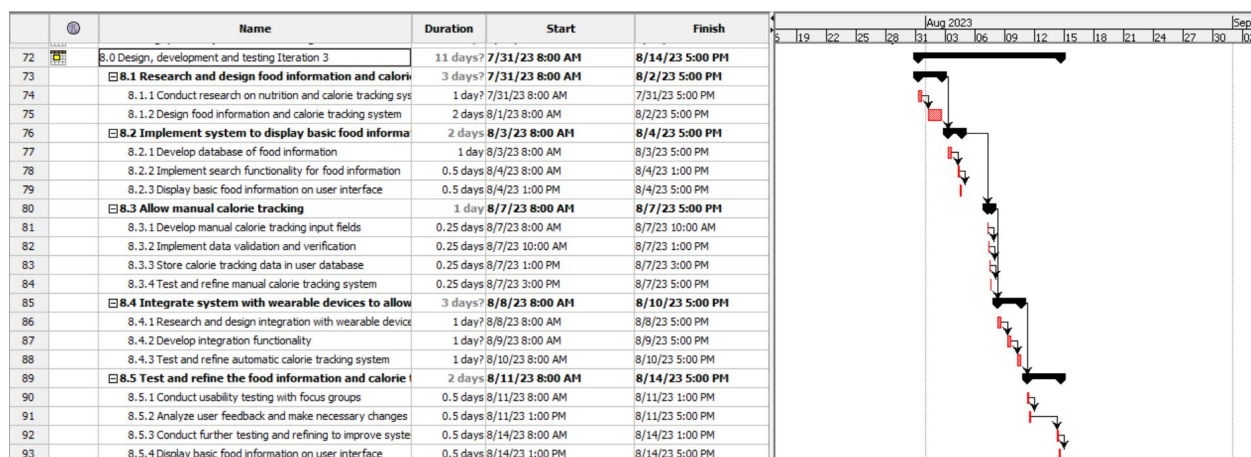 Name Duration Start Finish Aug 2023 Sep
19 22 25 28 31 03 06 09 12 15 18 21 24 27 30 02
72 8.0 Design, development and testing Iteration 3 11 days? 7/31/23 8:00 AM 8/14/23 5:00 PM
73 8.1 Research and design food information and calori 3 days? 7/31/23 8:00 AM 8/2/23 5:00 PM
74 8.1.1 Conduct research on nutrition and calorie tracking sys 1 day? 7/31/23 8:00 AM 7/31/23 5:00 PM
75 8.1.2 Design food information and calorie tracking system 2 days 8/1/23 8:00 AM 8/2/23 5:00 PM
76 8.2 Implement system to display basic food informa 2 days 8/3/23 8:00 AM 8/4/23 5:00 PM
77 8.2.1 Develop database of food information 1 day 8/3/23 8:00 AM 8/3/23 5:00 PM
78 8.2.2 Implement search functionality for food information 0.5 days 8/4/23 8:00 AM 8/4/23 1:00 PM
79 8.2.3 Display basic food information on user interface 0.5 days 8/4/23 1:00 PM 8/4/23 5:00 PM
80 8.3 Allow manual calorie tracking 1 day 8/7/23 8:00 AM 8/7/23 5:00 PM
81 8.3.1 Develop manual calorie tracking input fields 0.25 days 8/7/23 8:00 AM 8/7/23 10:00 AM
82 8.3.2 Implement data validation and verification 0.25 days 8/7/23 10:00 AM 8/7/23 1:00 PM
83 8.3.3 Store calorie tracking data in user database 0.25 days 8/7/23 1:00 PM 8/7/23 3:00 PM
84 8.3.4 Test and refine manual calorie tracking system 0.25 days 8/7/23 3:00 PM 8/7/23 5:00 PM
85 8.4 Integrate system with wearable devices to allow 3 days? 8/8/23 8:00 AM 8/10/23 5:00 PM
86 8.4.1 Research and design integration with wearable device 1 day? 8/8/23 8:00 AM 8/8/23 5:00 PM
87 8.4.2 Develop integration functionality 1 day? 8/9/23 8:00 AM 8/9/23 5:00 PM
88 8.4.3 Test and refine automatic calorie tracking system 1 day? 8/10/23 8:00 AM 8/10/23 5:00 PM
89 8.5 Test and refine the food information and calorie 2 days 8/11/23 8:00 AM 8/14/23 5:00 PM
90 8.5.1 Conduct usability testing with focus groups 0.5 days 8/11/23 8:00 AM 8/11/23 1:00 PM
91 8.5.2 Analyze user feedback and make necessary changes 0.5 days 8/11/23 1:00 PM 8/11/23 5:00 PM
92 8.5.3 Conduct further testing and refining to improve syste 0.5 days 8/14/23 8:00 AM 8/14/23 1:00 PM
93 8.5.4 Display basic food information on user interface 0.5 days 8/14/23 1:00 PM 8/14/23 5:00 PM